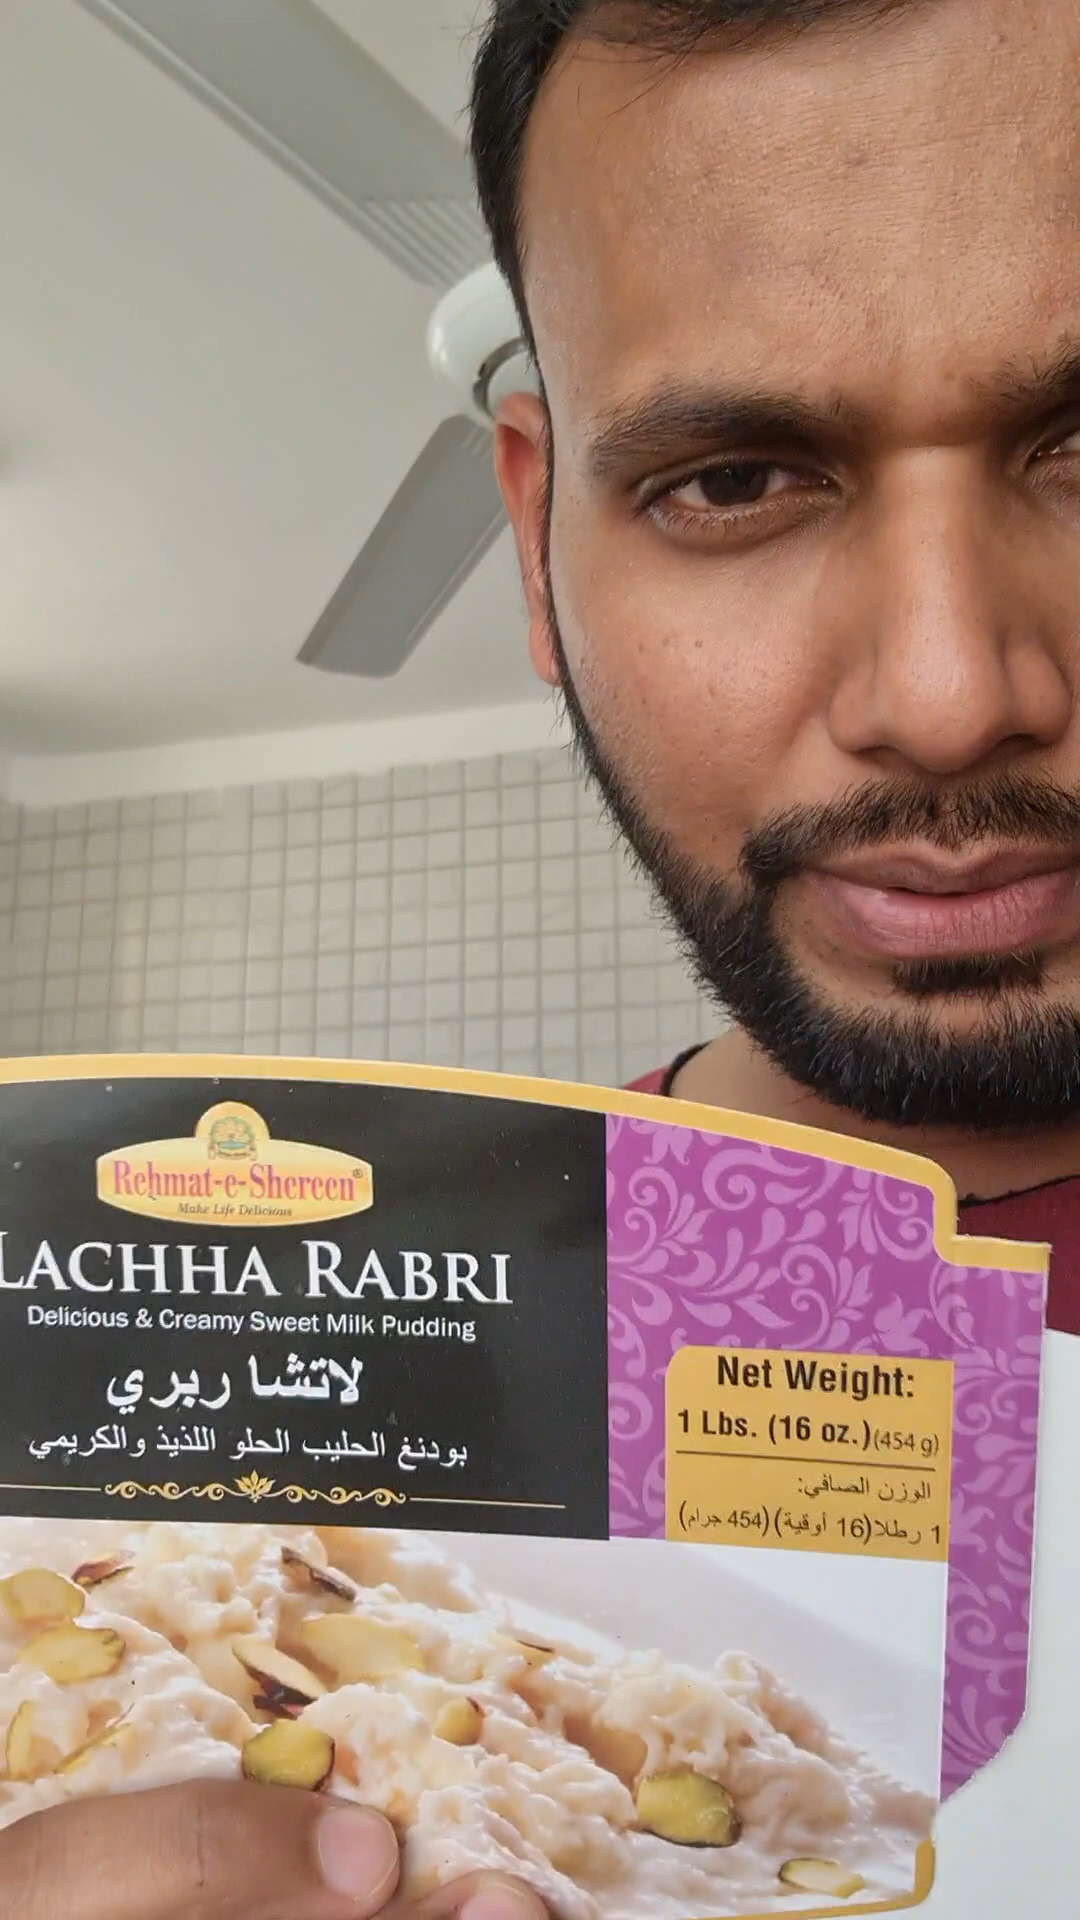 Rehmat-e-Shereen®
Make Life Delicious
LACHHA RABRI
Delicious & Creamy Sweet Milk Pudding
لاتشا ربري
بودنغ الحليب الحلو اللذيذ والكريمي
Net Weight:
1 Lbs. (16 oz.)(454 g)
الوزن الصافي:
1 رطلا(16 أوقية)(454 جرام)